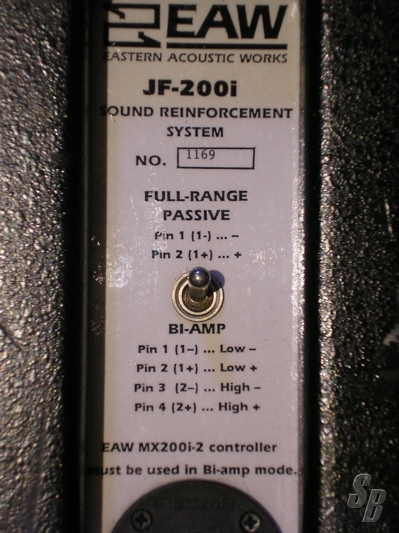 EAW
EASTERN ACOUSTIC WORKS
JF-200i
SOUND REINFORCEMENT
SYSTEM
NO. 1169
FULL-RANGE
PASSIVE
Pin 1 (1-) ... –
Pin 2 (1+) ... +
BI-AMP
Pin 1 (1–) ... Low –
Pin 2 (1+) ... Low +
Pin 3 (2–) ... High –
Pin 4 (2+) ... High +
EAW MX200i-2 controller
must be used in Bi-amp mode.
SB